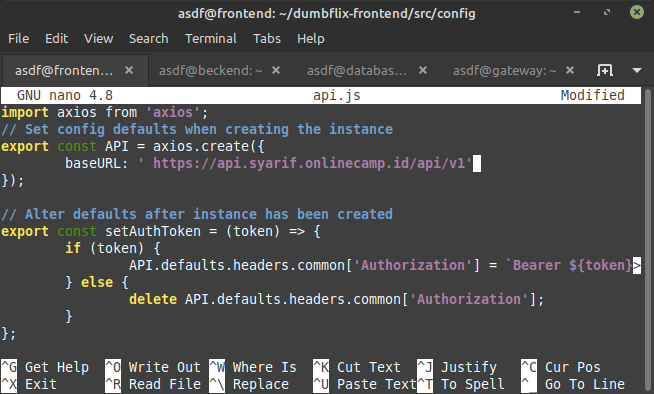 asdf@frontend: ~/dumbflix-frontend/src/config
File Edit View Search Terminal Tabs Help
asdf@fronten... × asdf@beckend: ~ × asdf@databas... × asdf@gateway: ~ ×
GNU nano 4.8 api.js Modified
import axios from 'axios';
// Set config defaults when creating the instance
export const API = axios.create({
        baseURL: ' https://api.syarif.onlinecamp.id/api/v1'
});

// Alter defaults after instance has been created
export const setAuthToken = (token) => {
        if (token) {
                API.defaults.headers.common['Authorization'] = `Bearer ${token}>
        } else {
                delete API.defaults.headers.common['Authorization'];
        }
};

^G Get Help ^O Write Out ^W Where Is ^K Cut Text ^J Justify ^C Cur Pos
^X Exit ^R Read File ^\ Replace ^U Paste Text ^T To Spell ^_ Go To Line